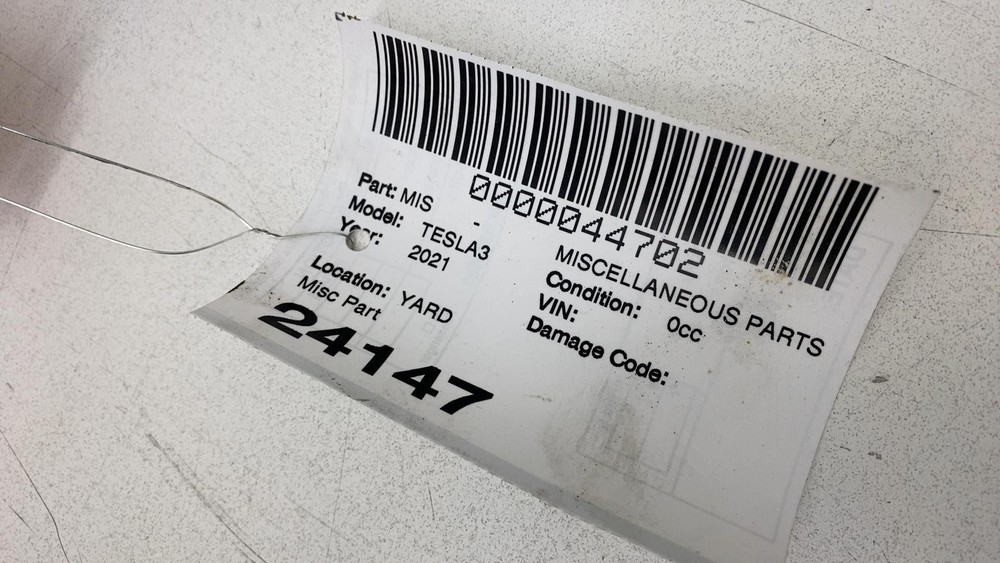 0000044702
Part: MIS - MISCELLANEOUS PARTS
Model: TESLA3 Condition: 0cc
Year: 2021 VIN:
Damage Code:
Location: YARD
Misc Part
24147